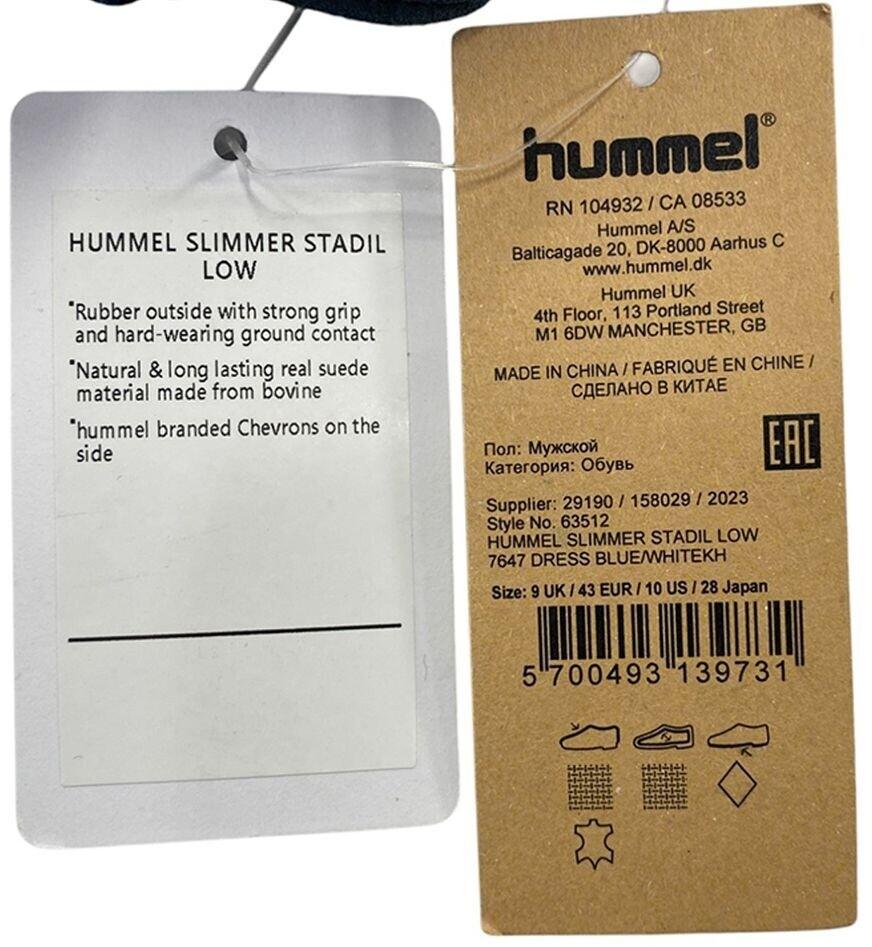 HUMMEL SLIMMER STADIL
LOW
"Rubber outside with strong grip
and hard-wearing ground contact
"Natural & long lasting real suede
material made from bovine
"hummel branded Chevrons on the
side
hummel®
RN 104932 / CA 08533
Hummel A/S
Balticagade 20, DK-8000 Aarhus C
www.hummel.dk
Hummel UK
4th Floor, 113 Portland Street
M1 6DW MANCHESTER, GB
MADE IN CHINA / FABRIQUÉ EN CHINE /
СДЕЛАНО В КИТАЕ
EAC
Пол: Мужской
Категория: Обувь
Supplier: 29190 / 158029 / 2023
Style No. 63512
HUMMEL SLIMMER STADIL LOW
7647 DRESS BLUE/WHITEKH
Size: 9 UK / 43 EUR / 10 US / 28 Japan
5 700493 139731